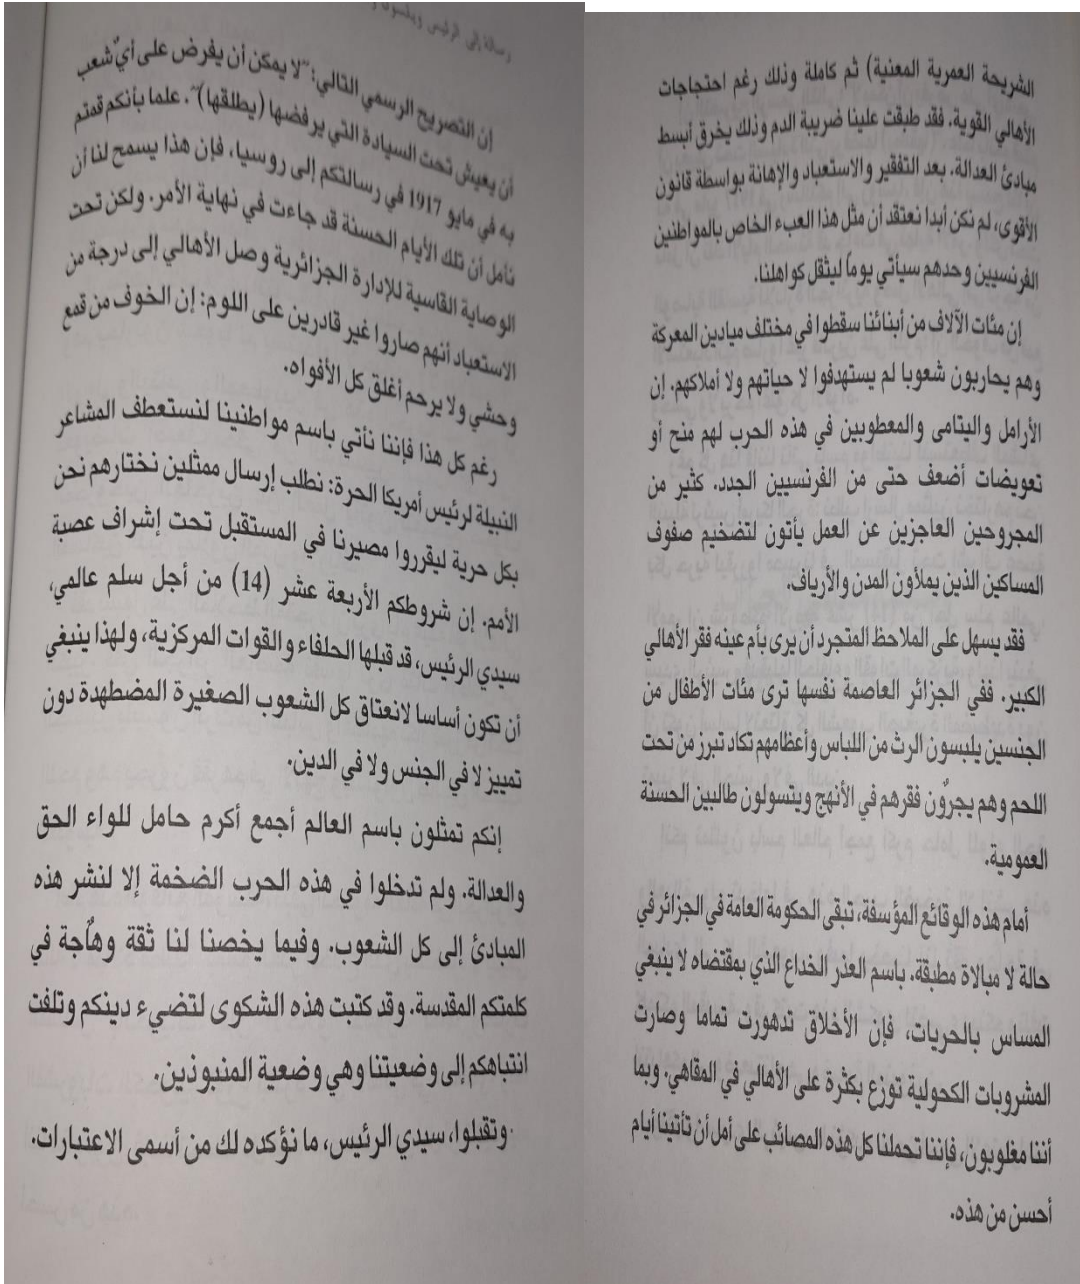 الشريحة العمرية المعنية) ثم كاملة وذلك رغم احتجاجات
الأهالي القوية. فقد طبقت علينا ضريبة الدم وذلك يخرق أبسط
مبادئ العدالة. بعد التفقير والاستعباد والإهانة بواسطة قانون
الأقوى، لم نكن أبدا نعتقد أن مثل هذا العبء الخاص بالمواطنين
الفرنسيين وحدهم سيأتي يوماً ليثقل كواهلنا.
إن مئات الآلاف من أبنائنا سقطوا في مختلف ميادين المعركة
وهم يحاربون شعوبا لم يستهدفوا لا حياتهم ولا أملاكهم. إن
الأرامل واليتامى والمعطوبين في هذه الحرب لهم منح أو
تعويضات أضعف حتى من الفرنسيين الجدد. كثير من
المجروحين العاجزين عن العمل يأتون لتضخيم صفوف
المساكين الذين يملأون المدن والأرياف.
فقد يسهل على الملاحظ المتجرد أن يرى بأم عينه فقر الأهالي
الكبير. ففي الجزائر العاصمة نفسها ترى مئات الأطفال من
الجنسين يلبسون الرث من اللباس وأعظامهم تكاد تبرز من تحت
اللحم وهم يجرون فقرهم في الأنهج ويتسولون طالبين الحسنة
العمومية.
أمام هذه الوقائع المؤسفة، تبقى الحكومة العامة في الجزائر في
حالة لا مبالاة مطبقة. باسم العذر الخداع الذي بمقتضاه لا ينبغي
المساس بالحريات، فإن الأخلاق تدهورت تماما وصارت
المشروبات الكحولية توزع بكثرة على الأهالي في المقاهي. وبما
أننا مغلوبون، فإننا تحملنا كل هذه المصائب على أمل أن تأتينا أيام
أحسن من هذه.
رسالة إلى الرئيس ويلسون
إن التصريح الرسمي التالي: "لا يمكن أن يفرض على أيّ شعب
أن يعيش تحت السيادة التي يرفضها (يطلقها)". علما بأنكم قمتم
به في مايو 1917 في رسالتكم إلى روسيا، فإن هذا يسمح لنا أن
نأمل أن تلك الأيام الحسنة قد جاءت في نهاية الأمر. ولكن تحت
الوصاية القاسية للإدارة الجزائرية وصل الأهالي إلى درجة من
الاستعباد أنهم صاروا غير قادرين على اللوم: إن الخوف من قمع
وحشي ولا يرحم أغلق كل الأفواه.
رغم كل هذا فإننا نأتي باسم مواطنينا لنستعطف المشاعر
النبيلة لرئيس أمريكا الحرة: نطلب إرسال ممثلين نختارهم نحن
بكل حرية ليقرروا مصيرنا في المستقبل تحت إشراف عصبة
الأمم. إن شروطكم الأربعة عشر (14) من أجل سلم عالمي،
سيدي الرئيس، قد قبلها الحلفاء والقوات المركزية، ولهذا ينبغي
أن تكون أساسا لانعتاق كل الشعوب الصغيرة المضطهدة دون
تمييز لا في الجنس ولا في الدين.
إنكم تمثلون باسم العالم أجمع أكرم حامل للواء الحق
والعدالة. ولم تدخلوا في هذه الحرب الضخمة إلا لنشر هذه
المبادئ إلى كل الشعوب. وفيما يخصنا لنا ثقة وهاّجة في
كلمتكم المقدسة. وقد كتبت هذه الشكوى لتضيء دينكم وتلفت
انتباهكم إلى وضعيتنا وهي وضعية المنبوذين.
وتقبلوا، سيدي الرئيس، ما نؤكده لك من أسمى الاعتبارات.